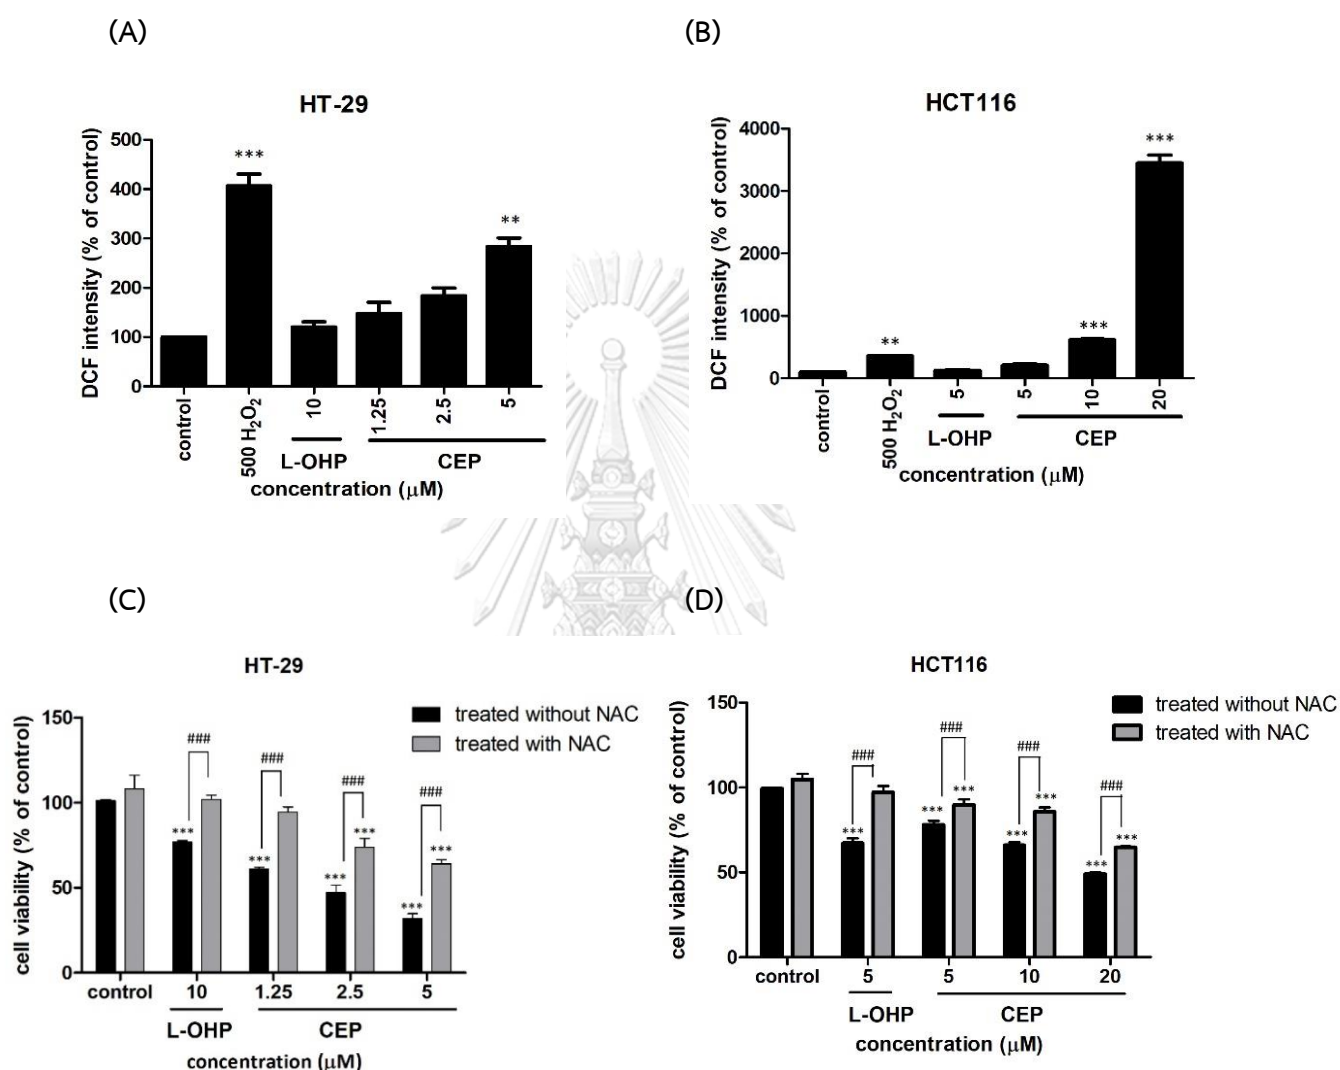 (A)
HT-29
DCF intensity (% of control)
500
400
300
200
100
0
***
**
control
500 H₂O₂
10
1.25
2.5
5
L-OHP
CEP
concentration (μM)
(B)
HCT116
DCF intensity (% of control)
4000
3000
2000
1000
0
**
***
***
control
500 H₂O₂
5
5
10
20
L-OHP
CEP
concentration (μM)
(C)
HT-29
cell viability (% of control)
150
100
50
0
treated without NAC
treated with NAC
###
###
###
###
***
***
***
***
***
***
control
10
1.25
2.5
5
L-OHP
CEP
concentration (μM)
(D)
HCT116
cell viability (% of control)
150
100
50
0
treated without NAC
treated with NAC
###
###
###
###
***
***
***
***
***
***
***
control
5
5
10
20
L-OHP
CEP
concentration (μM)